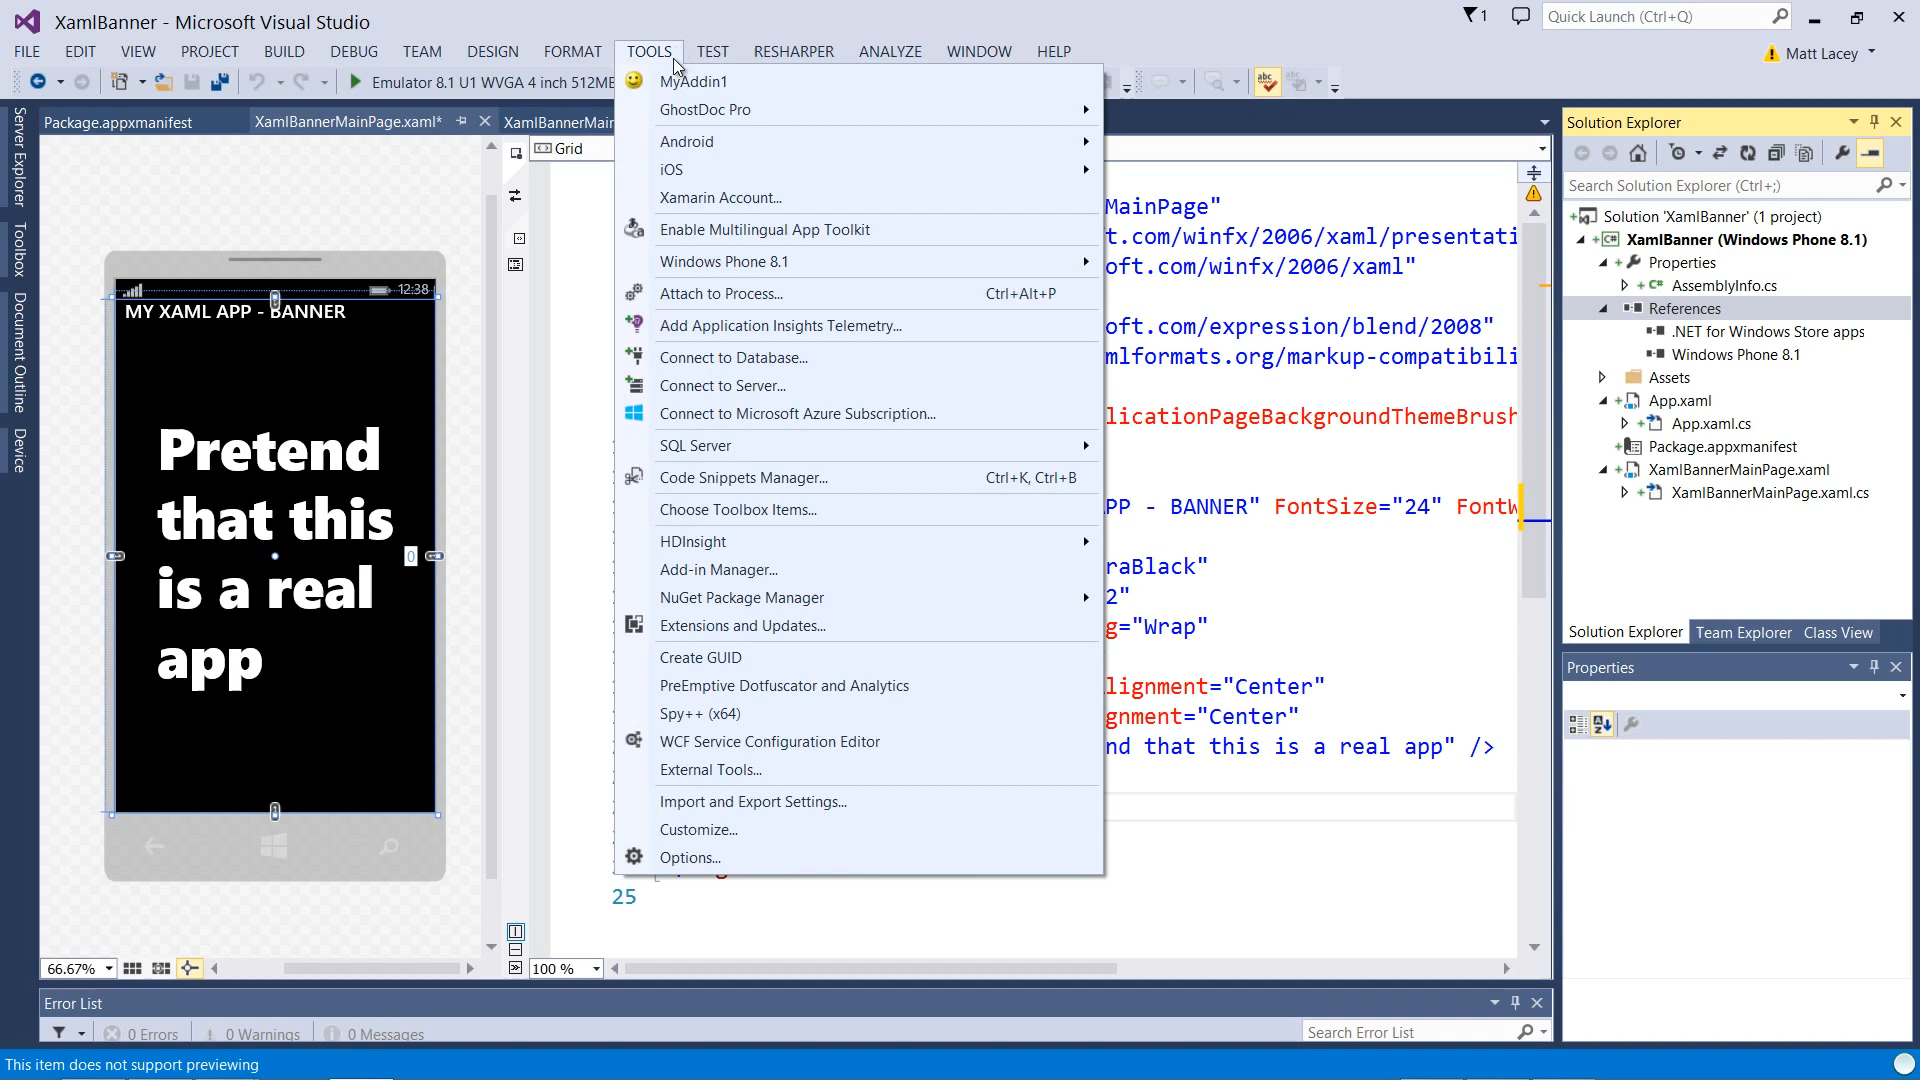 XamlBanner - Microsoft Visual Studio
1
Quick Launch (Ctrl+Q)
FILE EDIT VIEW PROJECT BUILD DEBUG TEAM DESIGN FORMAT TOOLS TEST RESHARPER ANALYZE WINDOW HELP
Matt Lacey
Emulator 8.1 U1 WVGA 4 inch 512MB
abc
Server Explorer
Toolbox
Document Outline
Device
Package.appxmanifest
XamlBannerMainPage.xaml*
XamlBannerMain
Grid
12:38
MY XAML APP - BANNER
Pretend
that this
is a real
app
0
1
66.67%
MyAddin1
GhostDoc Pro
Android
iOS
Xamarin Account...
Enable Multilingual App Toolkit
Windows Phone 8.1
Attach to Process... Ctrl+Alt+P
Add Application Insights Telemetry...
Connect to Database...
Connect to Server...
Connect to Microsoft Azure Subscription...
SQL Server
Code Snippets Manager... Ctrl+K, Ctrl+B
Choose Toolbox Items...
HDInsight
Add-in Manager...
NuGet Package Manager
Extensions and Updates...
Create GUID
PreEmptive Dotfuscator and Analytics
Spy++ (x64)
WCF Service Configuration Editor
External Tools...
Import and Export Settings...
Customize...
Options...
MainPage"
t.com/winfx/2006/xaml/presentati
oft.com/winfx/2006/xaml"
oft.com/expression/blend/2008"
mlformats.org/markup-compatibili
licationPageBackgroundThemeBrush
APP - BANNER" FontSize="24" FontW
raBlack"
2"
g="Wrap"
lignment="Center"
gnment="Center"
nd that this is a real app" />
25
100 %
Solution Explorer
Search Solution Explorer (Ctrl+;)
Solution 'XamlBanner' (1 project)
C# XamlBanner (Windows Phone 8.1)
Properties
C# AssemblyInfo.cs
References
.NET for Windows Store apps
Windows Phone 8.1
Assets
App.xaml
App.xaml.cs
Package.appxmanifest
XamlBannerMainPage.xaml
XamlBannerMainPage.xaml.cs
Solution Explorer Team Explorer Class View
Properties
Error List
0 Errors 0 Warnings 0 Messages
Search Error List
This item does not support previewing